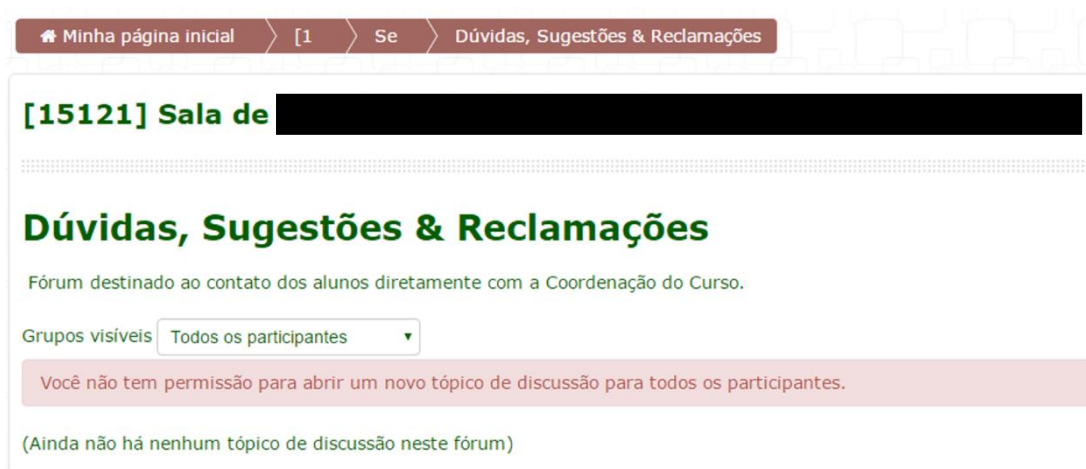 Minha página inicial [1 Se Dúvidas, Sugestões & Reclamações
[15121] Sala de
Dúvidas, Sugestões & Reclamações
Fórum destinado ao contato dos alunos diretamente com a Coordenação do Curso.
Grupos visíveis Todos os participantes
Você não tem permissão para abrir um novo tópico de discussão para todos os participantes.
(Ainda não há nenhum tópico de discussão neste fórum)